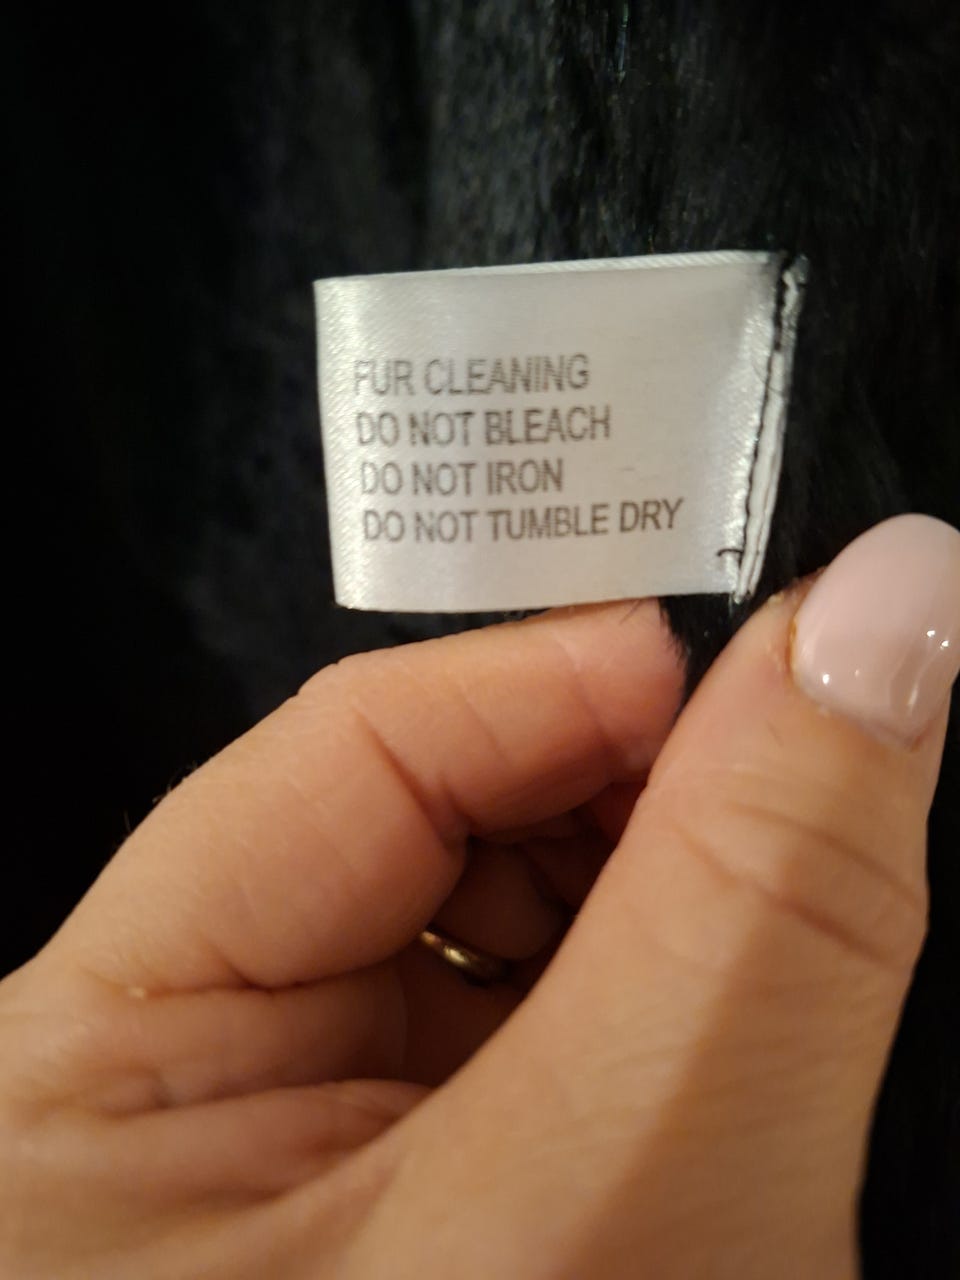 FUR CLEANING
DO NOT BLEACH
DO NOT IRON
DO NOT TUMBLE DRY